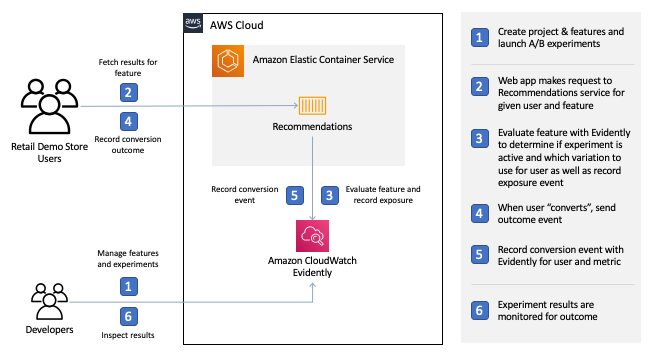 aws
AWS Cloud
Amazon Elastic Container Service
Recommendations
Fetch results for
feature
2
4
Record conversion
outcome
Retail Demo Store
Users
Record conversion
event
5
3
Evaluate feature and
record exposure
Amazon CloudWatch
Evidently
Manage features
and experiments
1
6
Inspect results
Developers
1
Create project & features and
launch A/B experiments
2
Web app makes request to
Recommendations service for
given user and feature
3
Evaluate feature with Evidently
to determine if experiment is
active and which variation to
use for user as well as record
exposure event
4
When user “converts”, send
outcome event
5
Record conversion event with
Evidently for user and metric
6
Experiment results are
monitored for outcome